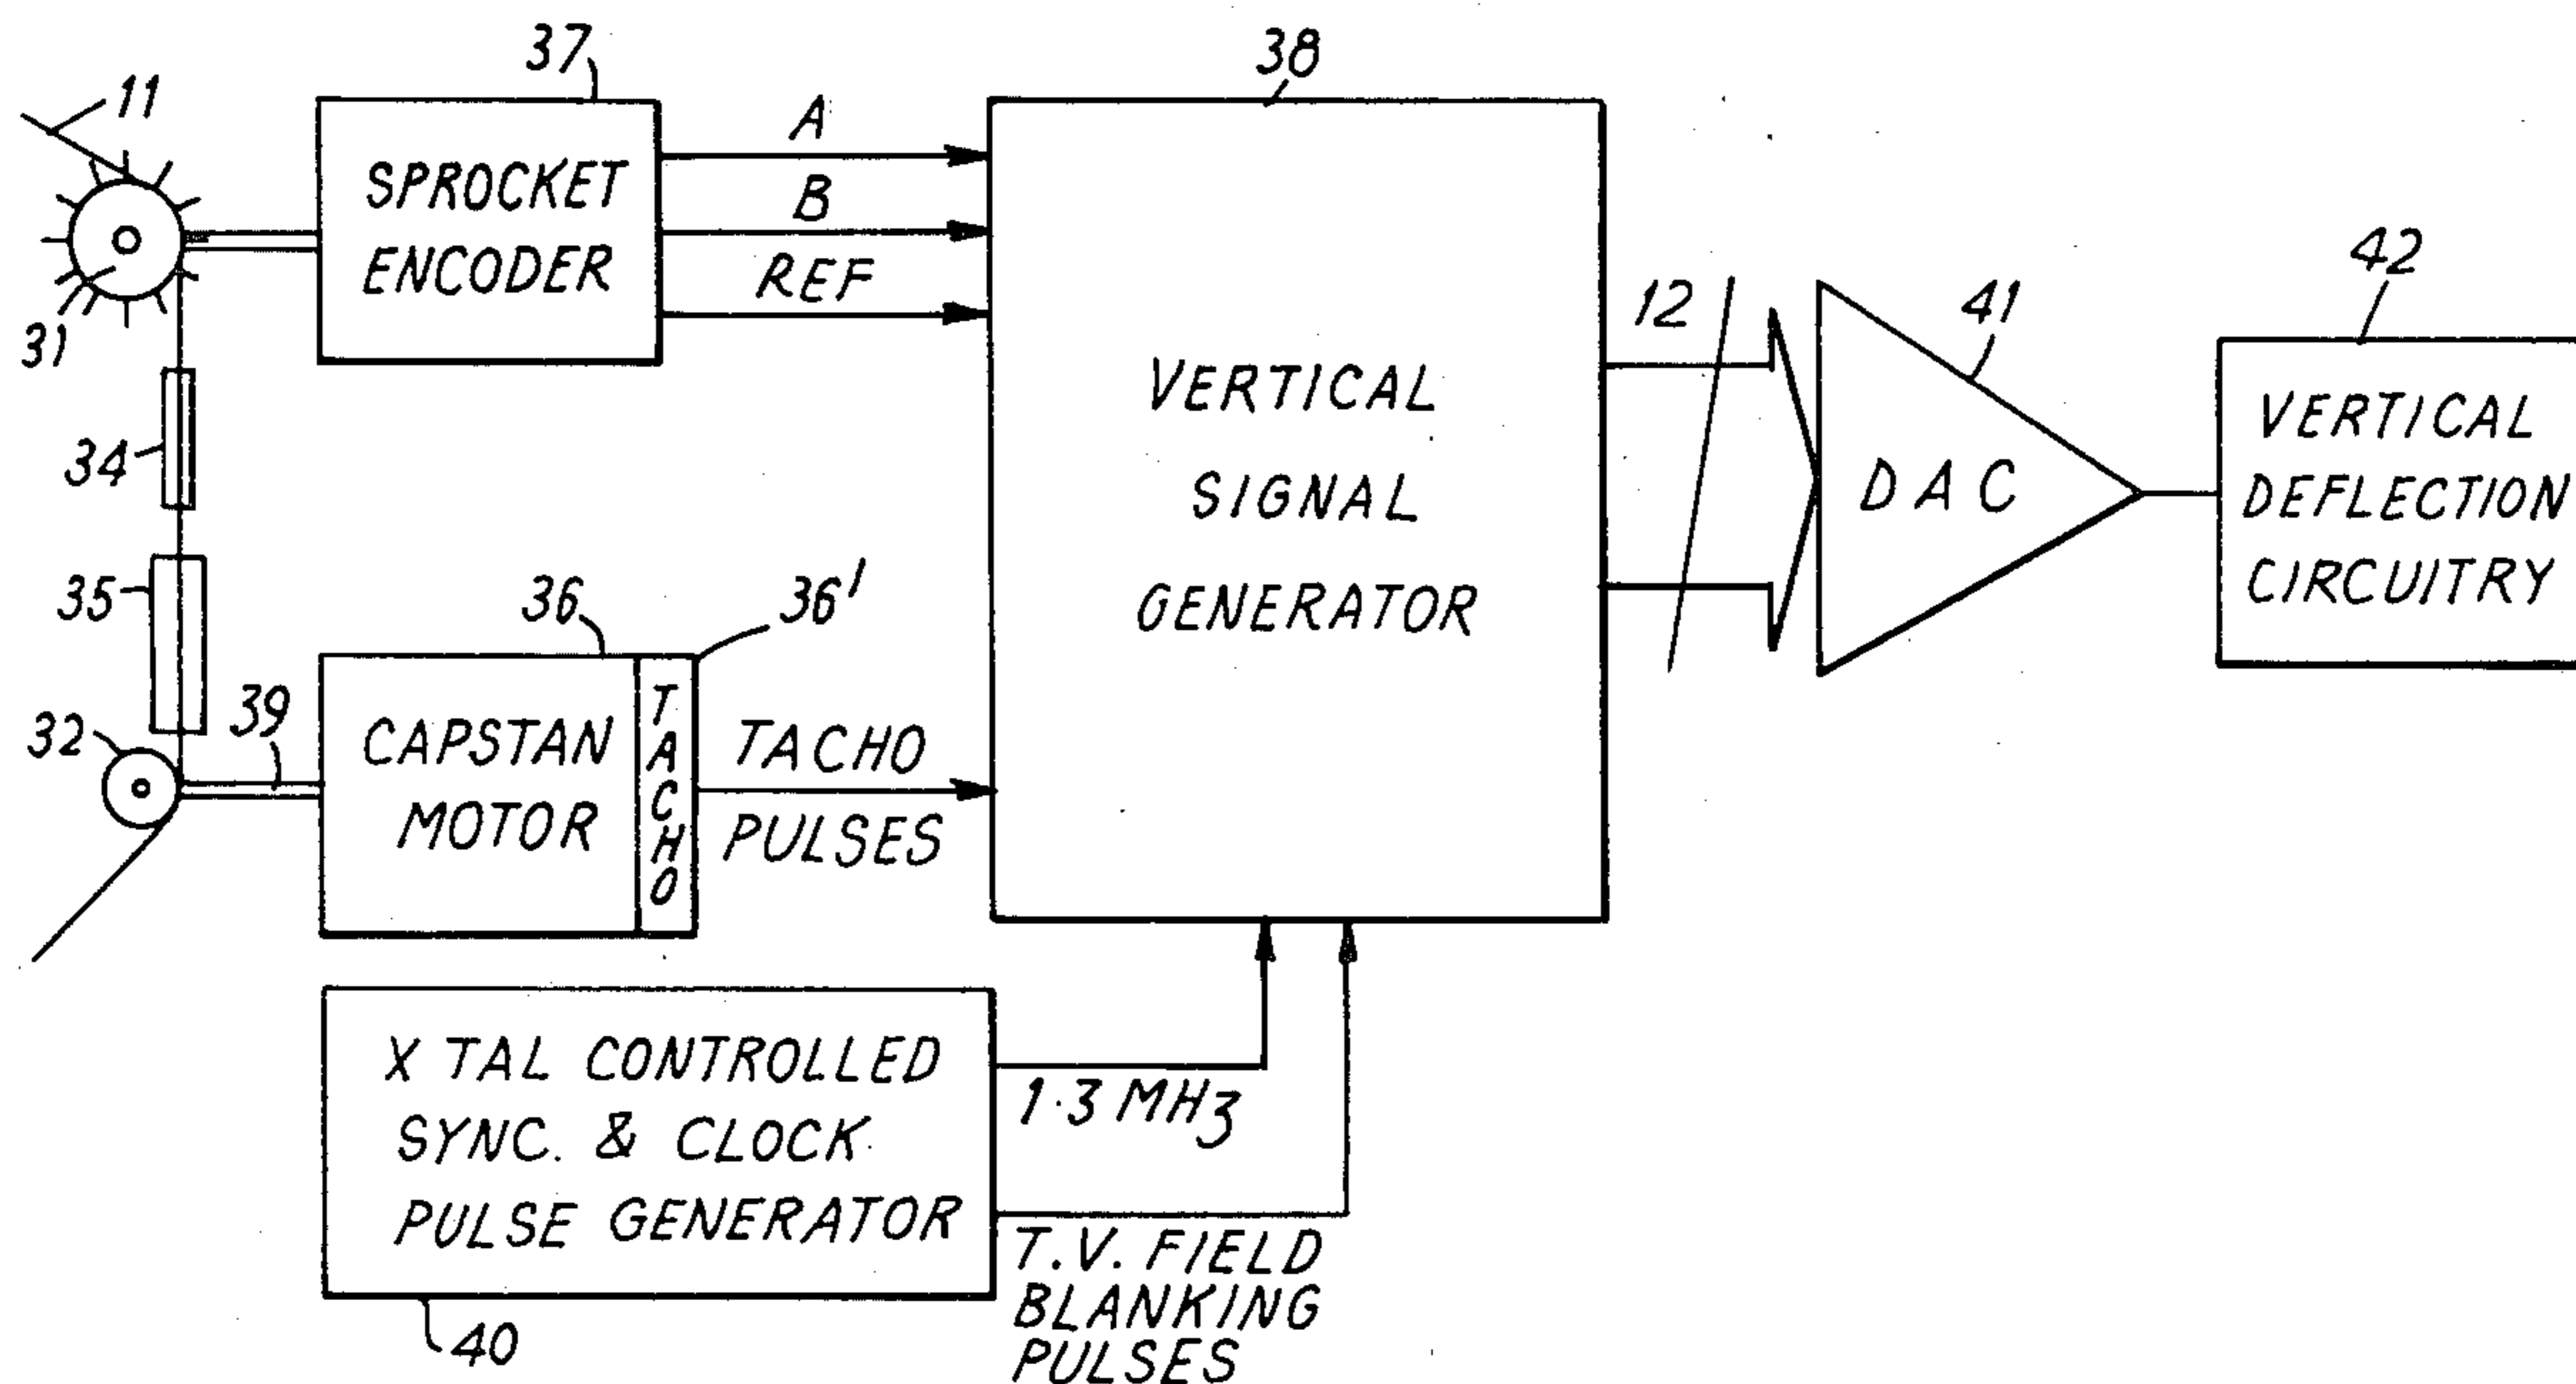 37
38
11
SPROCKET
ENCODER
A
B
REF
31
34
35
32
39
36
36'
CAPSTAN
MOTOR
TACHO
TACHO
PULSES
VERTICAL
SIGNAL
GENERATOR
12
41
DAC
42
VERTICAL
DEFLECTION
CIRCUITRY
X TAL CONTROLLED
SYNC. & CLOCK
PULSE GENERATOR
40
1·3 MHz
T.V. FIELD
BLANKING
PULSES